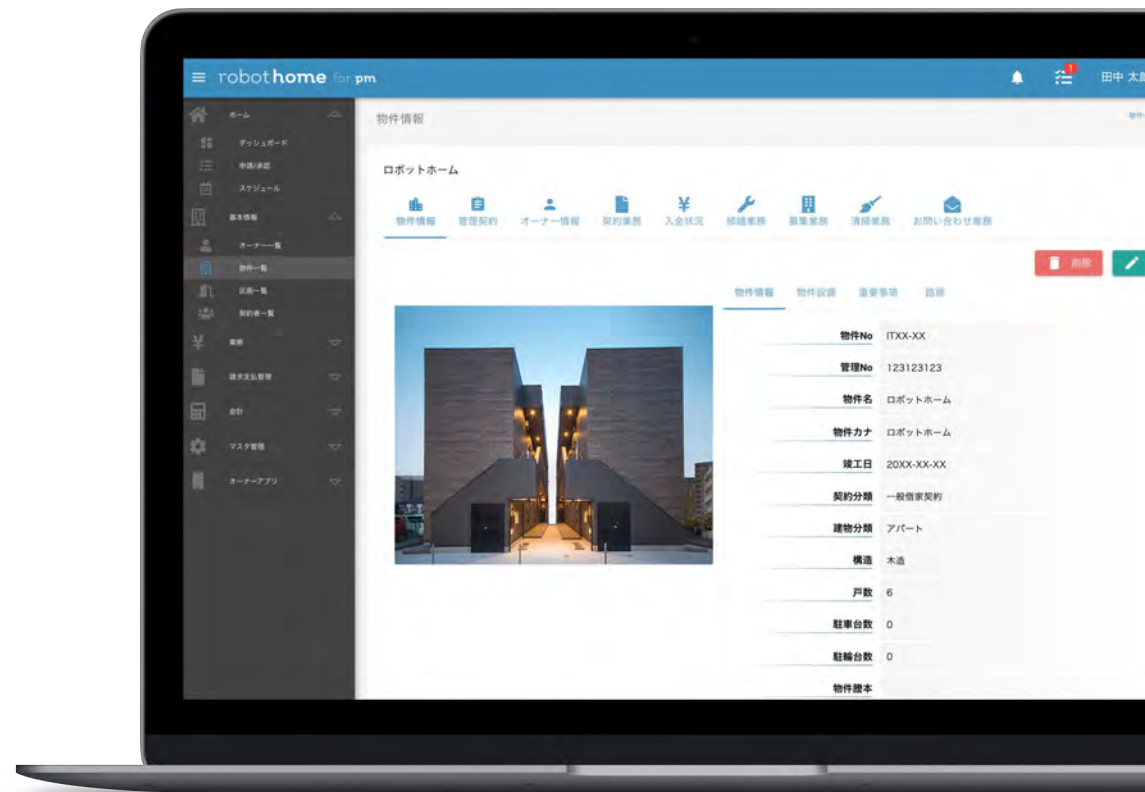 robot home for pm
1
田中 太郎
ホーム
ダッシュボード
申請/承認
スケジュール
基本情報
オーナー一覧
物件一覧
区画一覧
契約者一覧
業務
請求支払管理
会計
マスタ管理
オーナーアプリ
物件情報
ロボットホーム
物件情報 管理契約 オーナー情報 契約業務 入金状況 修繕業務 募集業務 清掃業務 お問い合わせ業務
削除
物件情報 物件設備 重要事項 路線
物件No ITXX-XX
管理No 123123123
物件名 ロボットホーム
物件カナ ロボットホーム
竣工日 20XX-XX-XX
契約分類 一般借家契約
建物分類 アパート
構造 木造
戸数 6
駐車台数 0
駐輪台数 0
物件謄本